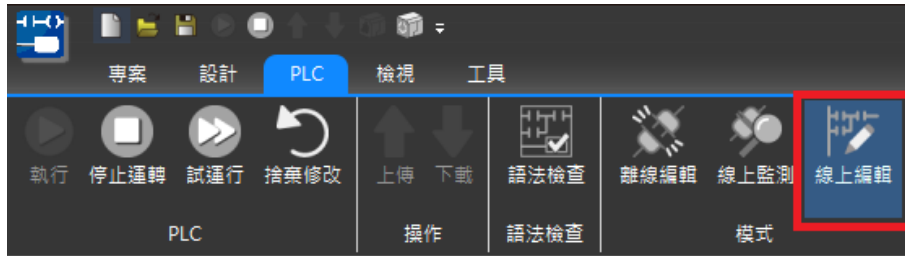 専案 設計 PLC 檢視 工具
執行 停止運轉 試運行 捨棄修改 上傳 下載 語法檢查 離線編輯 線上監測 線上編輯
PLC 操作 語法檢查 模式